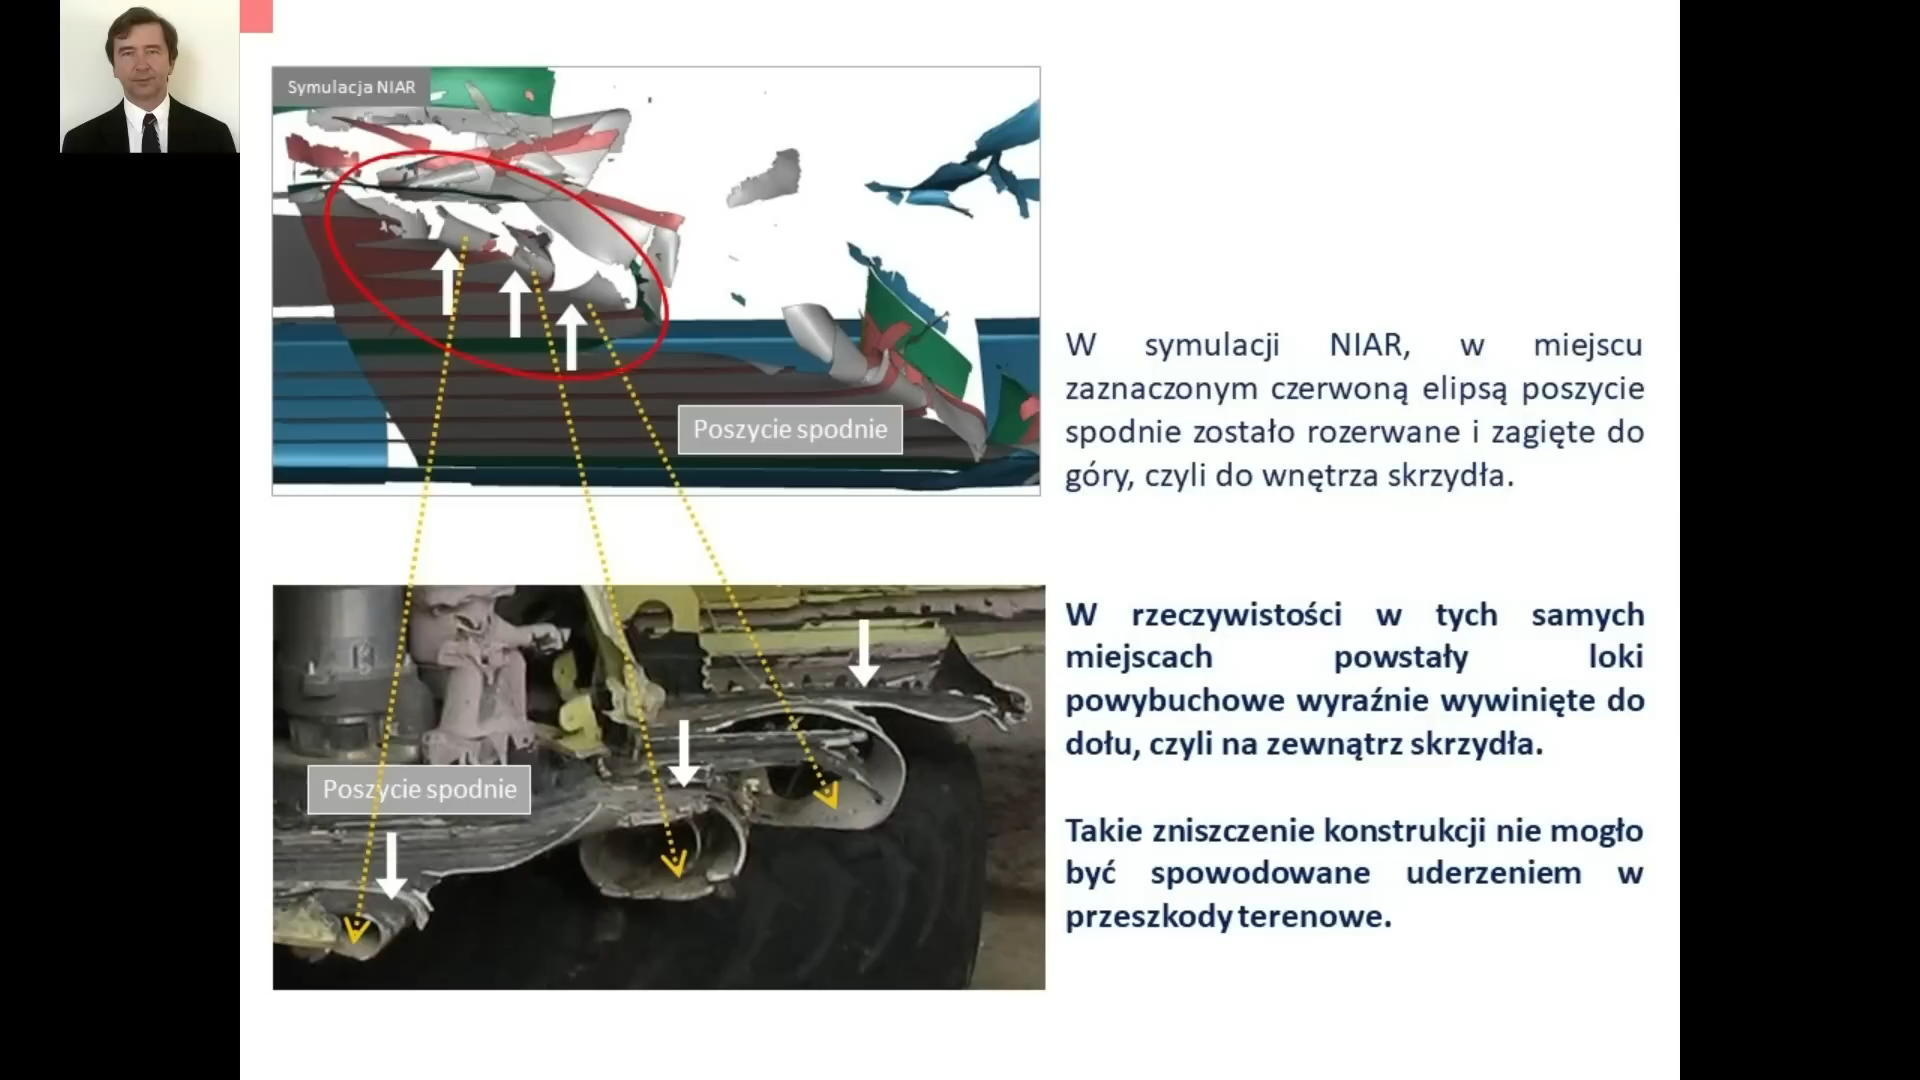 Symulacja NIAR
Poszycie spodnie
W symulacji NIAR, w miejscu
zaznaczonym czerwoną elipsą poszycie
spodnie zostało rozerwane i zagięte do
góry, czyli do wnętrza skrzydła.
Poszycie spodnie
W rzeczywistości w tych samych
miejscach powstały loki
powybuchowe wyraźnie wywinięte do
dołu, czyli na zewnątrz skrzydła.
Takie zniszczenie konstrukcji nie mogło
być spowodowane uderzeniem w
przeszkody terenowe.